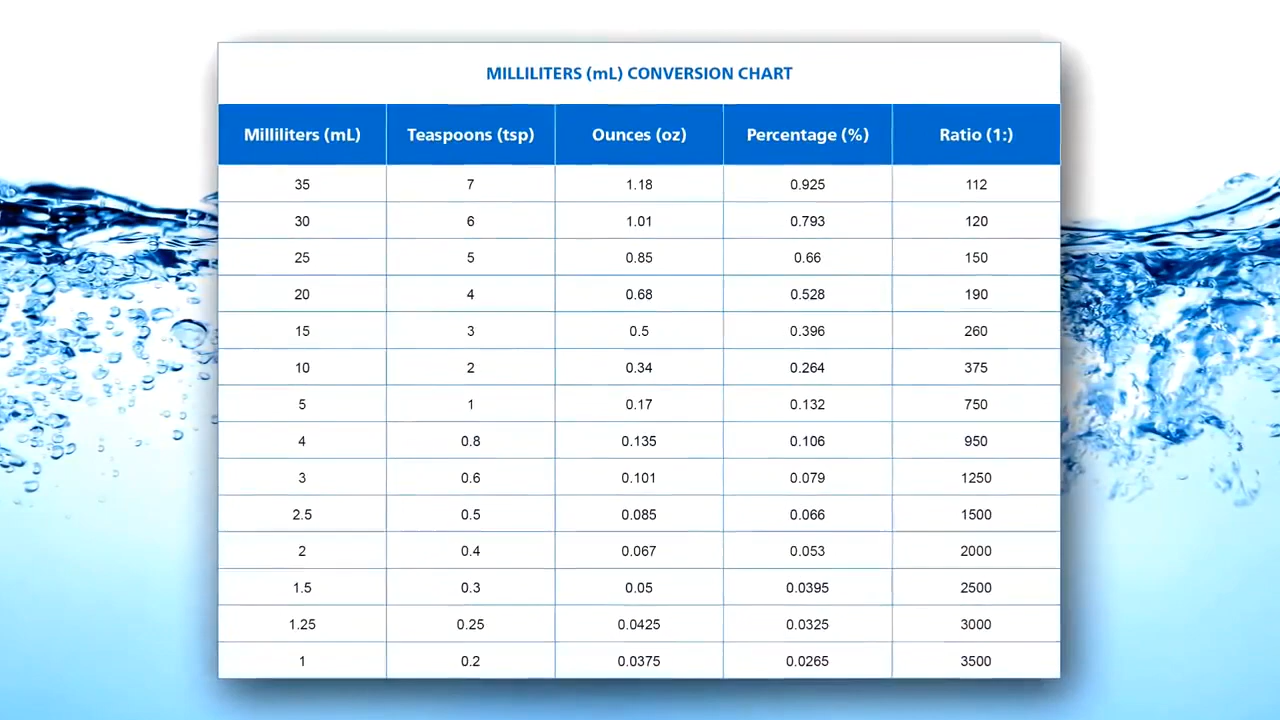 MILLILITERS (mL) CONVERSION CHART
Milliliters (mL) Teaspoons (tsp) Ounces (oz) Percentage (%) Ratio (1:)
35 7 1.18 0.925 112
30 6 1.01 0.793 120
25 5 0.85 0.66 150
20 4 0.68 0.528 190
15 3 0.5 0.396 260
10 2 0.34 0.264 375
5 1 0.17 0.132 750
4 0.8 0.135 0.106 950
3 0.6 0.101 0.079 1250
2.5 0.5 0.085 0.066 1500
2 0.4 0.067 0.053 2000
1.5 0.3 0.05 0.0395 2500
1.25 0.25 0.0425 0.0325 3000
1 0.2 0.0375 0.0265 3500